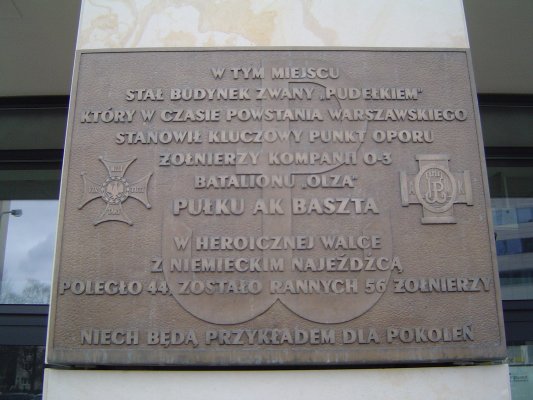 W TYM MIEJSCU
STAŁ BUDYNEK ZWANY „PUDEŁKIEM"
KTÓRY W CZASIE POWSTANIA WARSZAWSKIEGO
STANOWIŁ KLUCZOWY PUNKT OPORU
ŻOŁNIERZY KOMPANII O-3
BATALIONU „OLZA"
PUŁKU AK BASZTA
W HEROICZNEJ WALCE
Z NIEMIECKIM NAJEŹDŹCĄ
POLEGŁO 44, ZOSTAŁO RANNYCH 56 ŻOŁNIERZY
NIECH BĘDĄ PRZYKŁADEM DLA POKOLEŃ